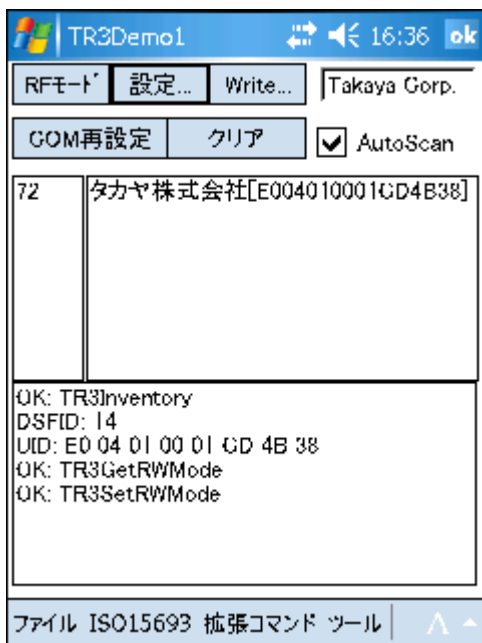 TR3Demo1 16:36 ok
RFモード 設定... Write... Takaya Corp.
COM再設定 クリア AutoScan
72 タカヤ株式会社[E004010001CD4B38]
OK: TR3Inventory
DSFID: 14
UID: E0 04 01 00 01 CD 4B 38
OK: TR3GetRWMode
OK: TR3SetRWMode
ファイル ISO15693 拡張コマンド ツール